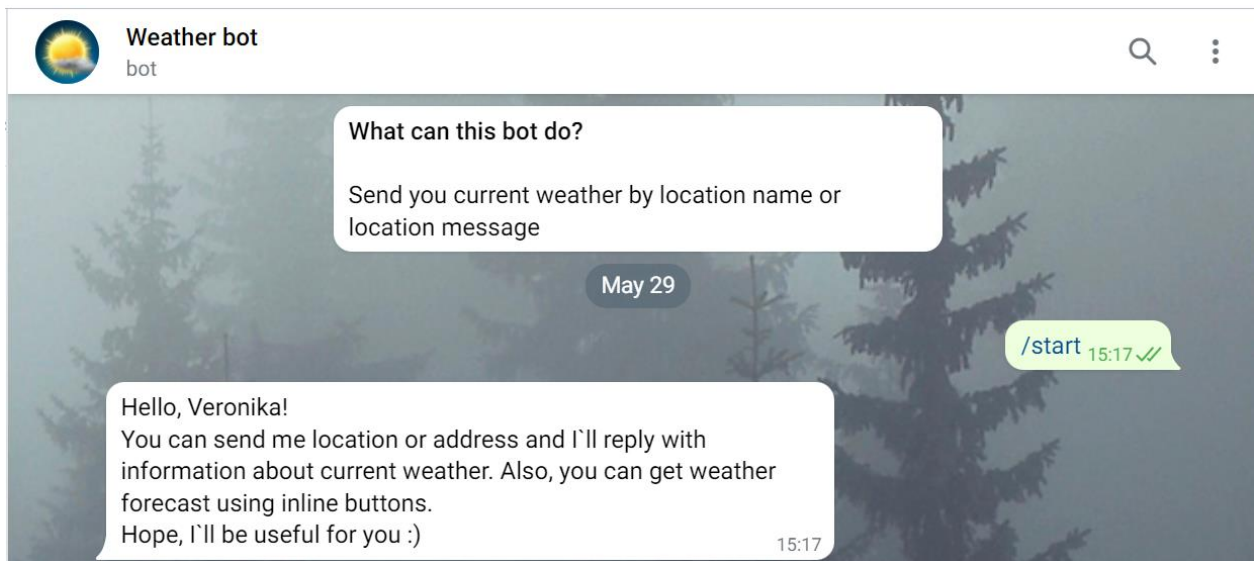 Weather bot
bot
What can this bot do?
Send you current weather by location name or
location message
May 29
/start 15:17
Hello, Veronika!
You can send me location or address and I`ll reply with
information about current weather. Also, you can get weather
forecast using inline buttons.
Hope, I`ll be useful for you :)
15:17